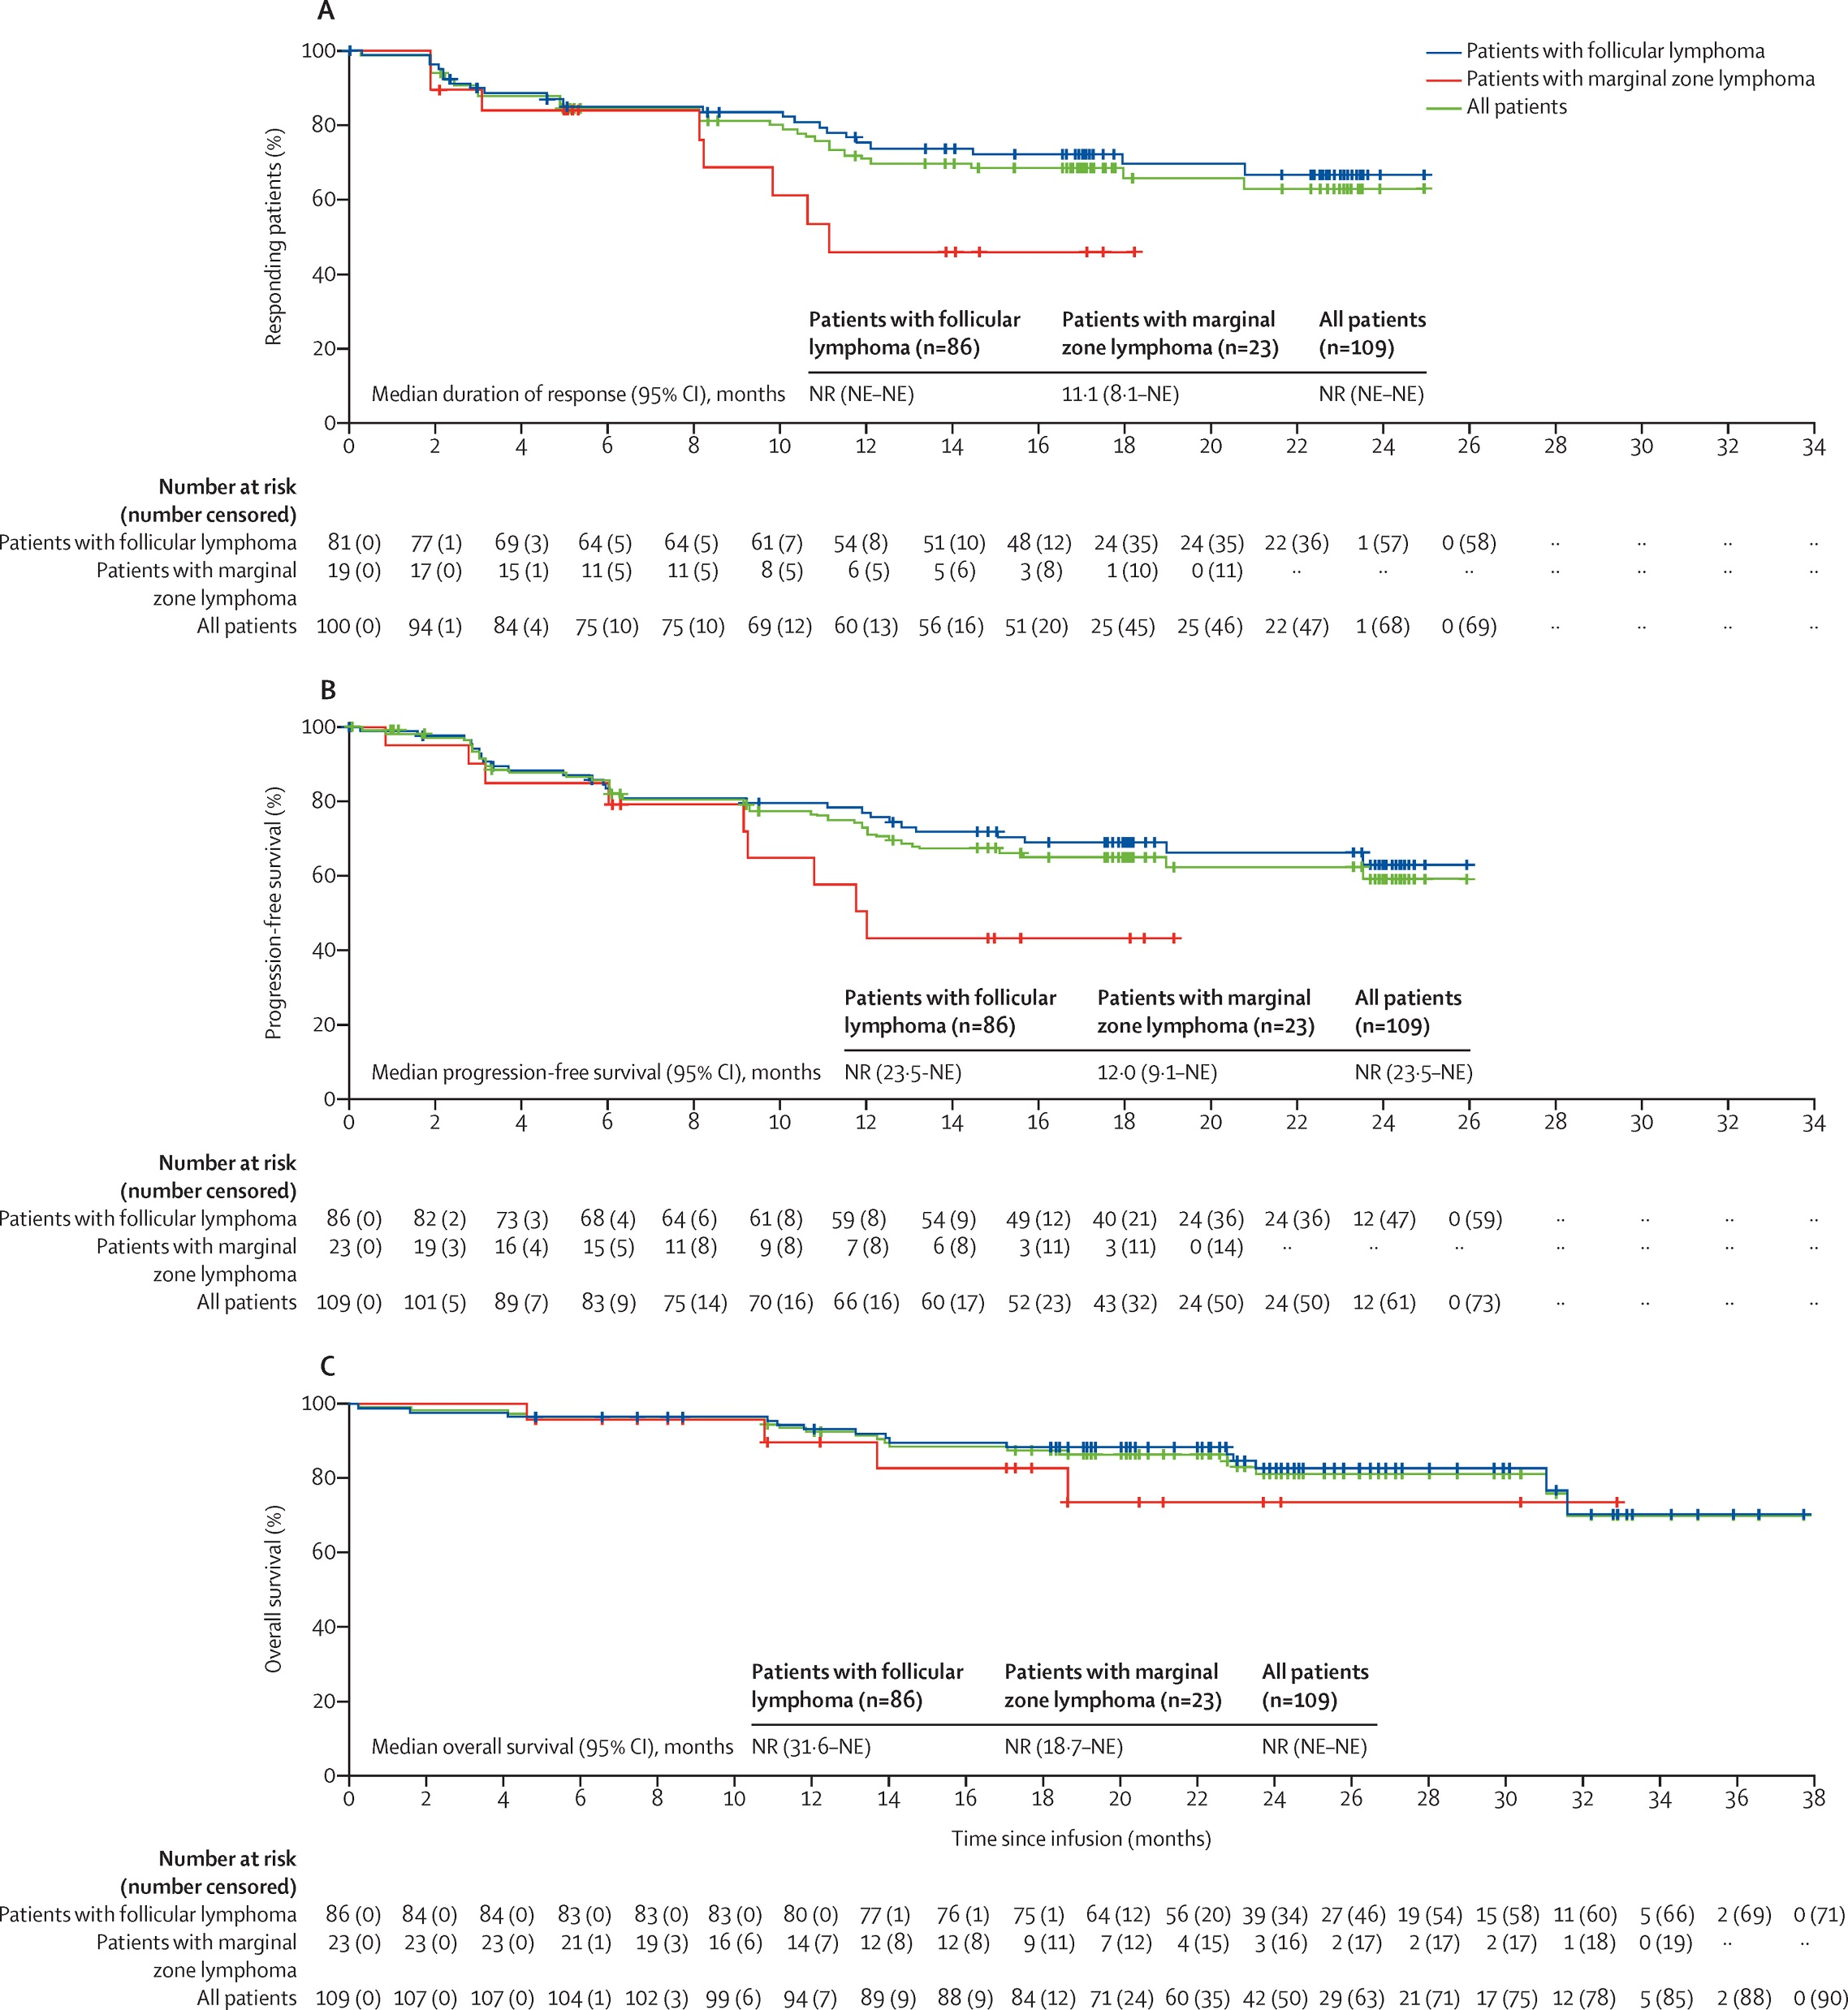 A
Patients with follicular lymphoma
Patients with marginal zone lymphoma
All patients
Responding patients (%)
100
80
60
40
20
0
Patients with follicular lymphoma (n=86) Patients with marginal zone lymphoma (n=23) All patients (n=109)
Median duration of response (95% CI), months NR (NE–NE) 11·1 (8·1–NE) NR (NE–NE)
0 2 4 6 8 10 12 14 16 18 20 22 24 26 28 30 32 34
Number at risk
(number censored)
Patients with follicular lymphoma 81 (0) 77 (1) 69 (3) 64 (5) 64 (5) 61 (7) 54 (8) 51 (10) 48 (12) 24 (35) 24 (35) 22 (36) 1 (57) 0 (58) ·· ·· ·· ··
Patients with marginal 19 (0) 17 (0) 15 (1) 11 (5) 11 (5) 8 (5) 6 (5) 5 (6) 3 (8) 1 (10) 0 (11) ·· ·· ·· ·· ·· ·· ··
zone lymphoma
All patients 100 (0) 94 (1) 84 (4) 75 (10) 75 (10) 69 (12) 60 (13) 56 (16) 51 (20) 25 (45) 25 (46) 22 (47) 1 (68) 0 (69) ·· ·· ·· ··
B
Progression-free survival (%)
100
80
60
40
20
0
Patients with follicular lymphoma (n=86) Patients with marginal zone lymphoma (n=23) All patients (n=109)
Median progression-free survival (95% CI), months NR (23·5-NE) 12·0 (9·1–NE) NR (23·5–NE)
0 2 4 6 8 10 12 14 16 18 20 22 24 26 28 30 32 34
Number at risk
(number censored)
Patients with follicular lymphoma 86 (0) 82 (2) 73 (3) 68 (4) 64 (6) 61 (8) 59 (8) 54 (9) 49 (12) 40 (21) 24 (36) 24 (36) 12 (47) 0 (59) ·· ·· ·· ··
Patients with marginal 23 (0) 19 (3) 16 (4) 15 (5) 11 (8) 9 (8) 7 (8) 6 (8) 3 (11) 3 (11) 0 (14) ·· ·· ·· ·· ·· ·· ··
zone lymphoma
All patients 109 (0) 101 (5) 89 (7) 83 (9) 75 (14) 70 (16) 66 (16) 60 (17) 52 (23) 43 (32) 24 (50) 24 (50) 12 (61) 0 (73) ·· ·· ·· ··
C
Overall survival (%)
100
80
60
40
20
0
Patients with follicular lymphoma (n=86) Patients with marginal zone lymphoma (n=23) All patients (n=109)
Median overall survival (95% CI), months NR (31·6–NE) NR (18·7–NE) NR (NE–NE)
0 2 4 6 8 10 12 14 16 18 20 22 24 26 28 30 32 34 36 38
Time since infusion (months)
Number at risk
(number censored)
Patients with follicular lymphoma 86 (0) 84 (0) 84 (0) 83 (0) 83 (0) 83 (0) 80 (0) 77 (1) 76 (1) 75 (1) 64 (12) 56 (20) 39 (34) 27 (46) 19 (54) 15 (58) 11 (60) 5 (66) 2 (69) 0 (71)
Patients with marginal 23 (0) 23 (0) 23 (0) 21 (1) 19 (3) 16 (6) 14 (7) 12 (8) 12 (8) 9 (11) 7 (12) 4 (15) 3 (16) 2 (17) 2 (17) 2 (17) 1 (18) 0 (19) ·· ··
zone lymphoma
All patients 109 (0) 107 (0) 107 (0) 104 (1) 102 (3) 99 (6) 94 (7) 89 (9) 88 (9) 84 (12) 71 (24) 60 (35) 42 (50) 29 (63) 21 (71) 17 (75) 12 (78) 5 (85) 2 (88) 0 (90)